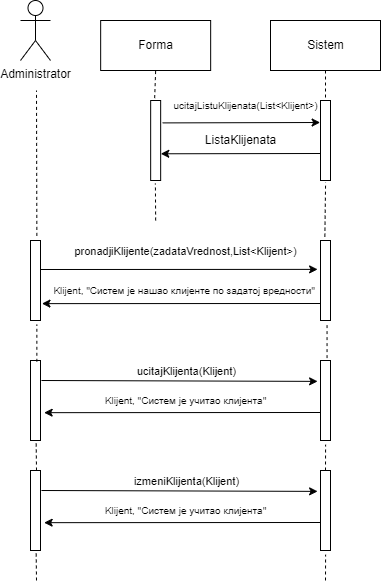 Forma
Sistem
Administrator
ucitajListuKlijenata(List<Klijent>)
ListaKlijenata
pronadjiKlijente(zadataVrednost,List<Klijent>)
Klijent, "Систем је нашао клијенте по задатој вредности"
ucitajKlijenta(Klijent)
Klijent, "Систем је учитао клијента"
izmeniKlijenta(Klijent)
Klijent, "Систем је учитао клијента"